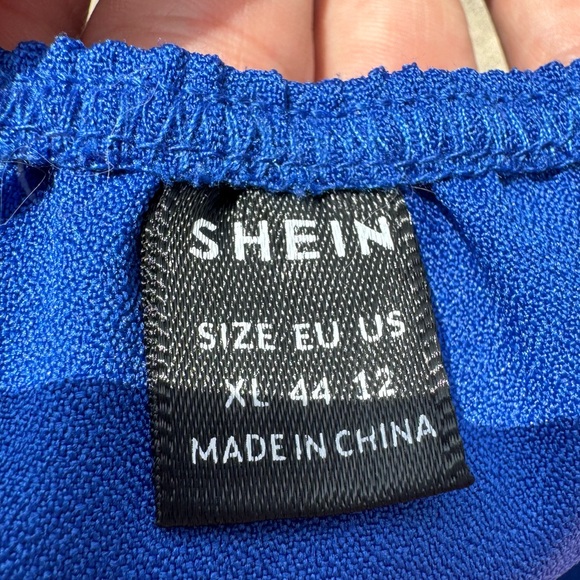 SHEIN
SIZE EU US
XL 44 12
MADE IN CHINA